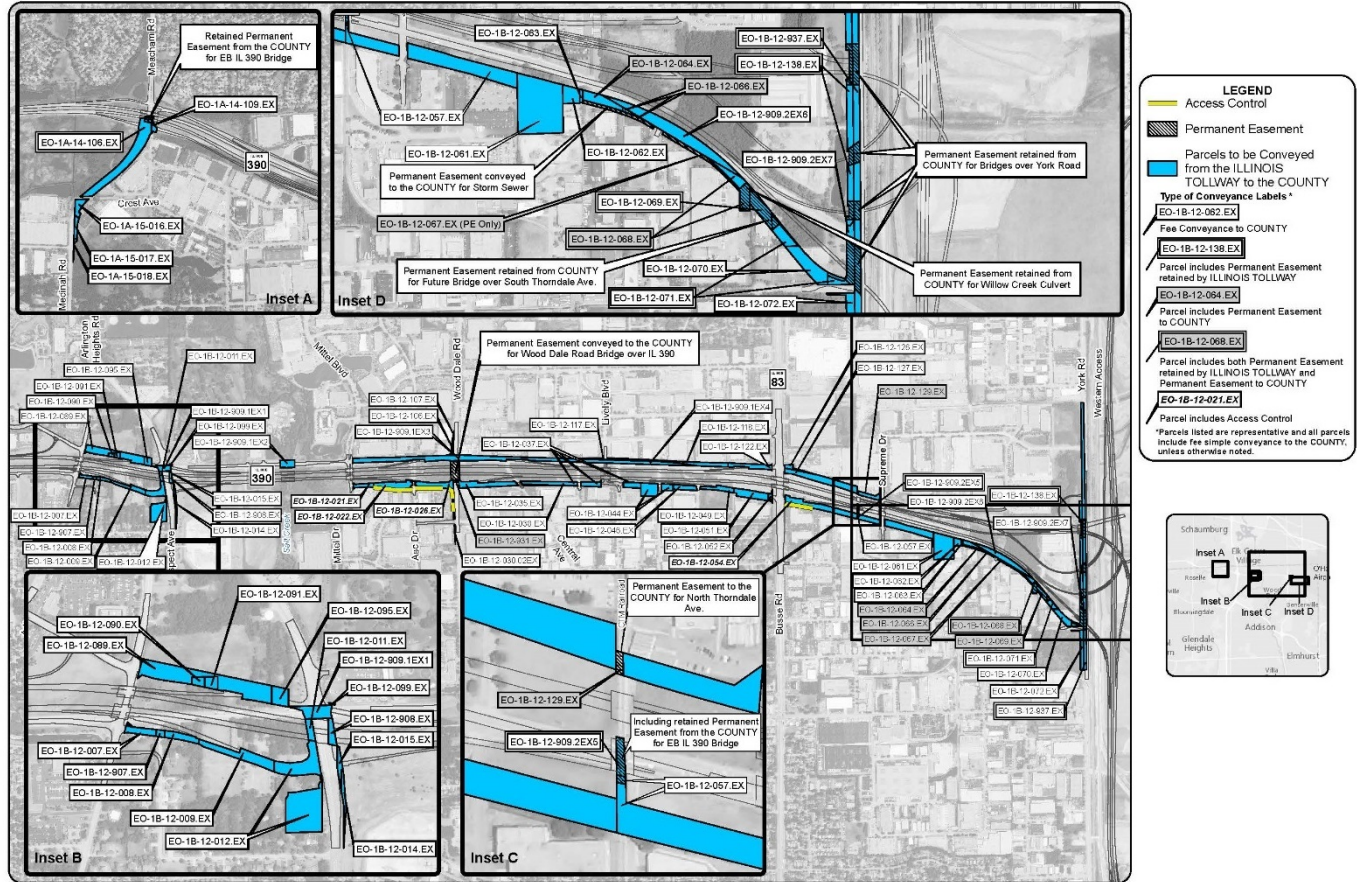 Retained Permanent
Easement from the COUNTY
for EB IL 390 Bridge
Meacham Rd
EO-1A-14-109.EX
EO-1A-14-106.EX
390
Crest Ave
EO-1A-15-016.EX
EO-1A-15-017.EX
EO-1A-15-018.EX
Medinah Rd
Inset A
EO-1B-12-063.EX
EO-1B-12-937.EX
EO-1B-12-138.EX
EO-1B-12-064.EX
EO-1B-12-066.EX
EO-1B-12-909.2EX6
EO-1B-12-057.EX
EO-1B-12-061.EX
EO-1B-12-062.EX
EO-1B-12-909.2EX7
Permanent Easement retained from
COUNTY for Bridges over York Road
Permanent Easement conveyed
to the COUNTY for Storm Sewer
EO-1B-12-069.EX
EO-1B-12-067.EX (PE Only)
EO-1B-12-068.EX
Permanent Easement retained from COUNTY
for Future Bridge over South Thorndale Ave.
EO-1B-12-070.EX
EO-1B-12-071.EX
EO-1B-12-072.EX
Permanent Easement retained from
COUNTY for Willow Creek Culvert
Inset D
LEGEND
Access Control
Permanent Easement
Parcels to be Conveyed
from the ILLINOIS
TOLLWAY to the COUNTY
Type of Conveyance Labels *
EO-1B-12-062.EX
Fee Conveyance to COUNTY
EO-1B-12-138.EX
Parcel includes Permanent Easement
retained by ILLINOIS TOLLWAY
EO-1B-12-064.EX
Parcel includes Permanent Easement
to COUNTY
EO-1B-12-068.EX
Parcel includes both Permanent Easement
retained by ILLINOIS TOLLWAY and
Permanent Easement to COUNTY
EO-1B-12-021.EX
Parcel includes Access Control
*Parcels listed are representative and all parcels
include fee simple conveyance to the COUNTY,
unless otherwise noted.
Arlington
Heights Rd
EO-1B-12-011.EX
EO-1B-12-095.EX
EO-1B-12-091.EX
EO-1B-12-090.EX
EO-1B-12-089.EX
EO-1B-12-909.1EX1
EO-1B-12-099.EX
EO-1B-12-909.1EX2
EO-1B-12-007.EX
EO-1B-12-907.EX
EO-1B-12-008.EX
EO-1B-12-009.EX
EO-1B-12-012.EX
EO-1B-12-015.EX
EO-1B-12-908.EX
EO-1B-12-014.EX
390
Mittel Blvd
Mittel Dr
Wood Dale Rd
Permanent Easement conveyed to the COUNTY
for Wood Dale Road Bridge over IL 390
EO-1B-12-107.EX
EO-1B-12-106.EX
EO-1B-12-909.1EX3
EO-1B-12-021.EX
EO-1B-12-022.EX
EO-1B-12-026.EX
EO-1B-12-035.EX
EO-1B-12-030.EX
EO-1B-12-931.EX
EO-1B-12-030.02EX
EO-1B-12-117.EX
EO-1B-12-037.EX
Lively Blvd
Central
Ave
EO-1B-12-044.EX
EO-1B-12-046.EX
EO-1B-12-909.1EX4
EO-1B-12-118.EX
EO-1B-12-122.EX
EO-1B-12-049.EX
EO-1B-12-051.EX
EO-1B-12-052.EX
EO-1B-12-054.EX
83
Busse Rd
EO-1B-12-126.EX
EO-1B-12-127.EX
EO-1B-12-129.EX
Supreme Dr
EO-1B-12-909.2EX5
EO-1B-12-909.2EX6
EO-1B-12-138.EX
EO-1B-12-909.2EX7
York Rd
Western Access
EO-1B-12-057.EX
EO-1B-12-061.EX
EO-1B-12-062.EX
EO-1B-12-063.EX
EO-1B-12-064.EX
EO-1B-12-066.EX
EO-1B-12-067.EX
EO-1B-12-068.EX
EO-1B-12-069.EX
EO-1B-12-071.EX
EO-1B-12-070.EX
EO-1B-12-072.EX
EO-1B-12-937.EX
EO-1B-12-091.EX
EO-1B-12-090.EX
EO-1B-12-089.EX
EO-1B-12-095.EX
EO-1B-12-011.EX
EO-1B-12-909.1EX1
EO-1B-12-099.EX
EO-1B-12-908.EX
EO-1B-12-015.EX
EO-1B-12-007.EX
EO-1B-12-907.EX
EO-1B-12-008.EX
EO-1B-12-009.EX
EO-1B-12-012.EX
EO-1B-12-014.EX
Inset B
Permanent Easement to the
COUNTY for North Thorndale
Ave.
EO-1B-12-129.EX
Including retained Permanent
Easement from the COUNTY
for EB IL 390 Bridge
EO-1B-12-909.2EX5
EO-1B-12-057.EX
Inset C
Schaumburg
Inset A
Elk Grove
Village
Roselle
Inset B
Bloomingdale
Inset C
Bensenville
Inset D
Addison
Glendale
Heights
Elmhurst
Villa